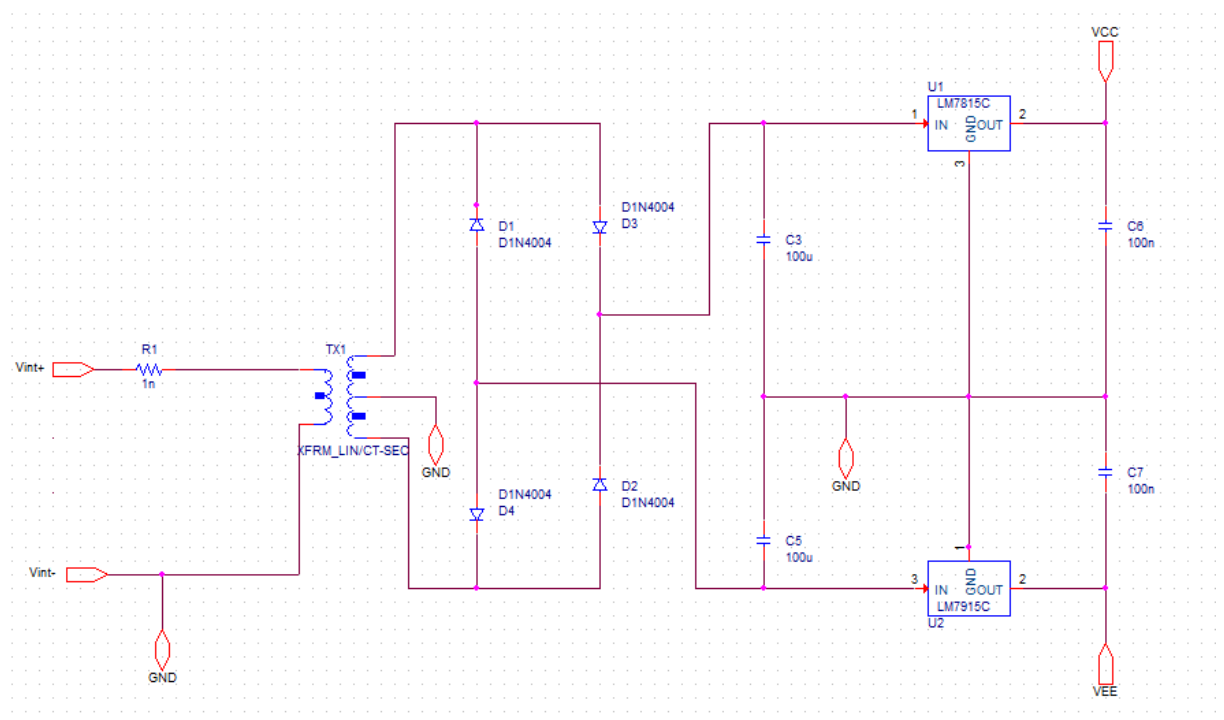 VCC
U1
LM7815C
1
IN
GND
OUT
2
3
D1
D1N4004
D1N4004
D3
C3
100u
C6
100n
R1
1n
Vint+
TX1
XFRM_LIN/CT-SEC
GND
GND
D1N4004
D4
D2
D1N4004
C7
100n
C5
100u
1
3
IN
GND
OUT
2
LM7915C
U2
Vint-
GND
VEE